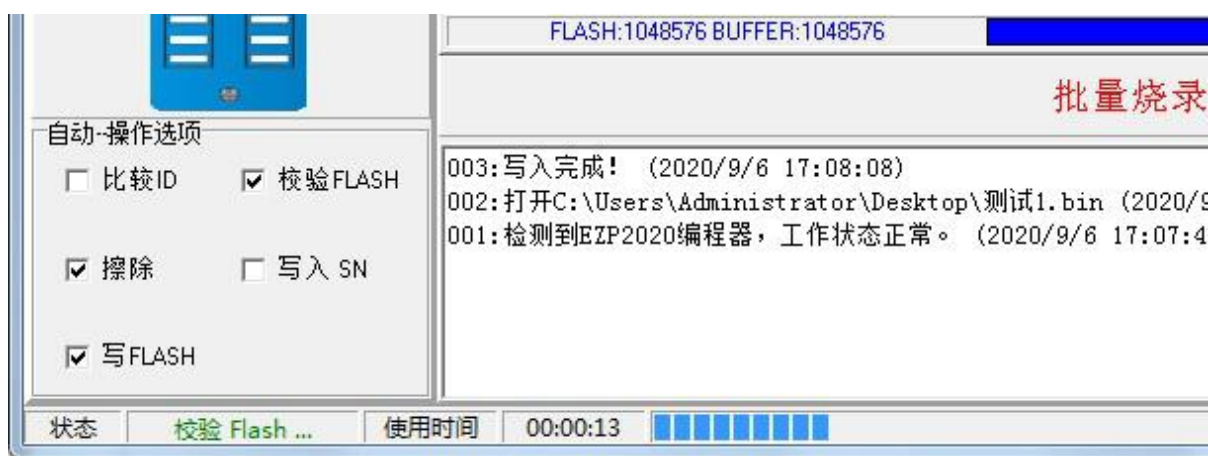 FLASH:1048576 BUFFER:1048576
批量烧录
自动--操作选项
比较ID
校验FLASH
擦除
写入 SN
写FLASH
003:写入完成! (2020/9/6 17:08:08)
002:打开C:\Users\Administrator\Desktop\测试1.bin (2020/9
001:检测到EZP2020编程器,工作状态正常。 (2020/9/6 17:07:4
状态 校验 Flash ... 使用时间 00:00:13